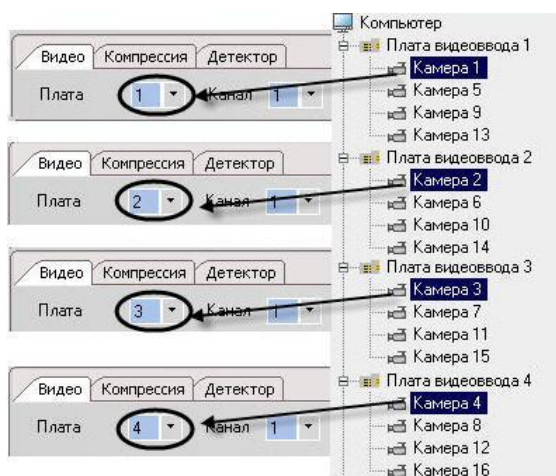 Видео Компрессия Детектор
Плата 1 Канал 1
Видео Компрессия Детектор
Плата 2 Канал 1
Видео Компрессия Детектор
Плата 3 Канал 1
Видео Компрессия Детектор
Плата 4 Канал 1
Компьютер
Плата видеоввода 1
Камера 1
Камера 5
Камера 9
Камера 13
Плата видеоввода 2
Камера 2
Камера 6
Камера 10
Камера 14
Плата видеоввода 3
Камера 3
Камера 7
Камера 11
Камера 15
Плата видеоввода 4
Камера 4
Камера 8
Камера 12
Камера 16